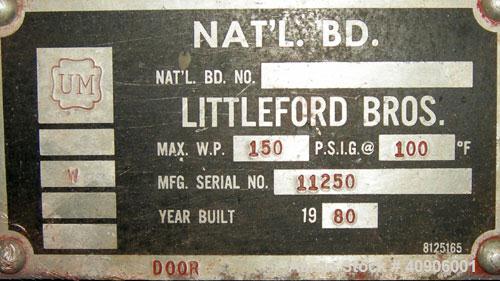 NAT'L. BD.
UM
NAT'L. BD. NO.
LITTLEFORD BROS.
MAX. W.P. 150 P.S.I.G.@ 100 °F
W
MFG. SERIAL NO. 11250
YEAR BUILT 19 80
8125165
DOOR
Stock # 40906001